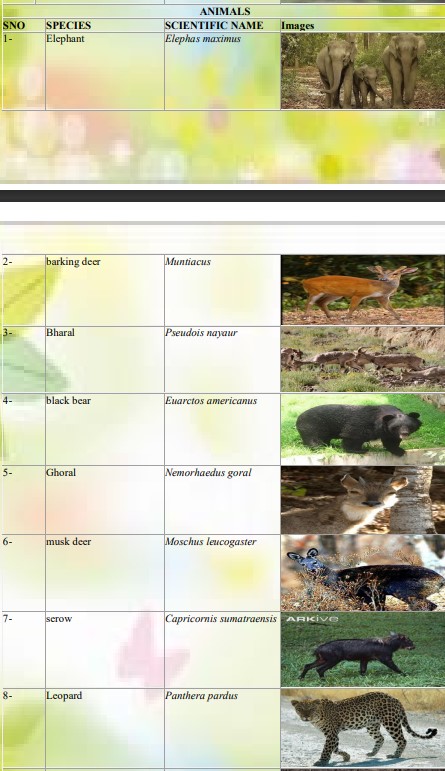 ANIMALS
SNO SPECIES SCIENTIFIC NAME Images
1- Elephant Elephas maximus
2- barking deer Muntiacus
3- Bharal Pseudois nayaur
4- black bear Euarctos americanus
5- Ghoral Nemorhaedus goral
6- musk deer Moschus leucogaster
7- serow Capricornis sumatraensis ARKive
8- Leopard Panthera pardus